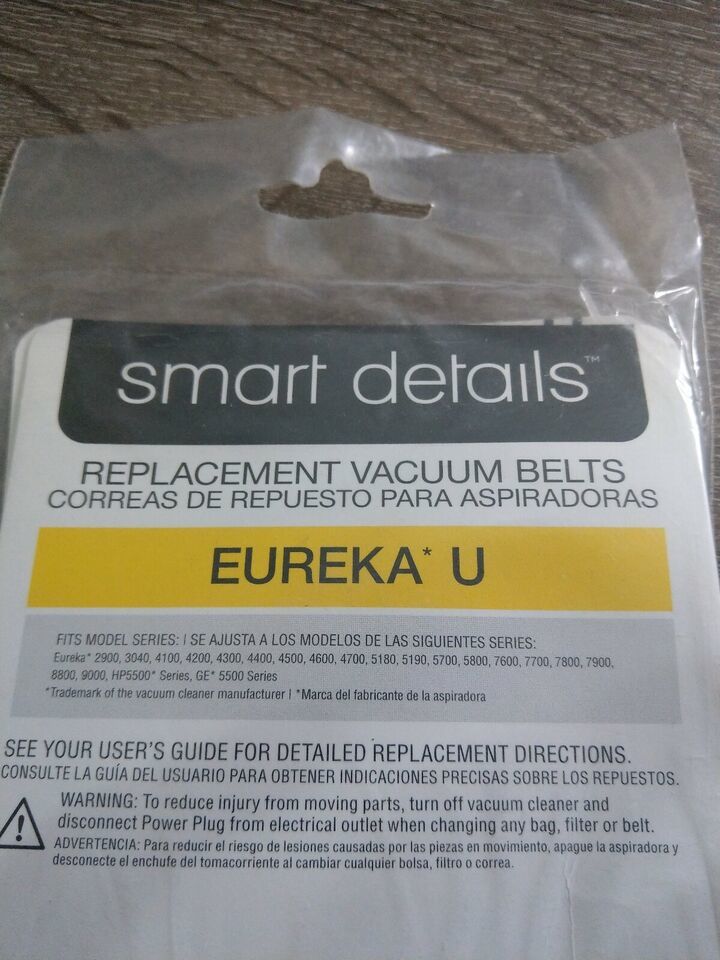 smart details™
REPLACEMENT VACUUM BELTS
CORREAS DE REPUESTO PARA ASPIRADORAS
EUREKA* U
FITS MODEL SERIES: | SE AJUSTA A LOS MODELOS DE LAS SIGUIENTES SERIES:
Eureka* 2900, 3040, 4100, 4200, 4300, 4400, 4500, 4600, 4700, 5180, 5190, 5700, 5800, 7600, 7700, 7800, 7900,
8800, 9000, HP5500* Series, GE* 5500 Series
*Trademark of the vacuum cleaner manufacturer | *Marca del fabricante de la aspiradora
SEE YOUR USER'S GUIDE FOR DETAILED REPLACEMENT DIRECTIONS.
CONSULTE LA GUÍA DEL USUARIO PARA OBTENER INDICACIONES PRECISAS SOBRE LOS REPUESTOS.
WARNING: To reduce injury from moving parts, turn off vacuum cleaner and
disconnect Power Plug from electrical outlet when changing any bag, filter or belt.
ADVERTENCIA: Para reducir el riesgo de lesiones causadas por las piezas en movimiento, apague la aspiradora y
desconecte el enchufe del tomacorriente al cambiar cualquier bolsa, filtro o correa.